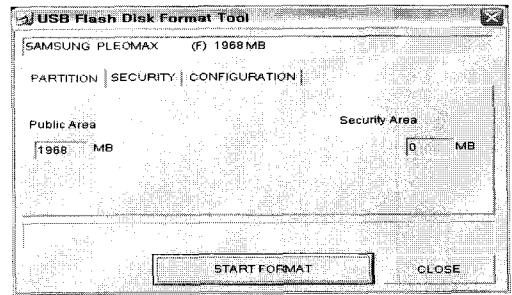 USB Flash Disk Format Tool
SAMSUNG PLEOMAX (F) 1968 MB
PARTITION SECURITY CONFIGURATION
Public Area Security Area
1968 MB 0 MB
START FORMAT CLOSE